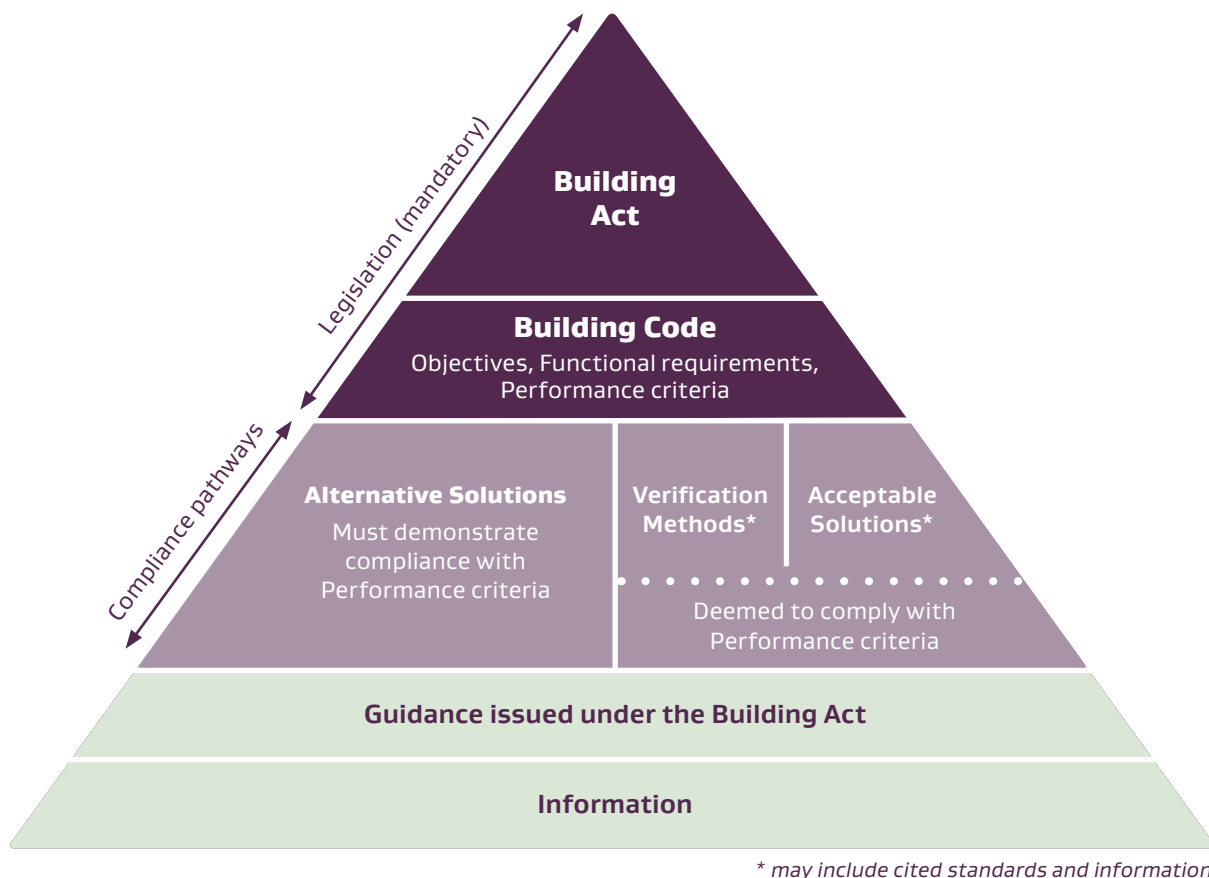 Building
Act
Legislation (mandatory)
Building Code
Objectives, Functional requirements,
Performance criteria
Compliance pathways
Alternative Solutions
Must demonstrate
compliance with
Performance criteria
Verification
Methods*
Acceptable
Solutions*
Deemed to comply with
Performance criteria
Guidance issued under the Building Act
Information
* may include cited standards and information